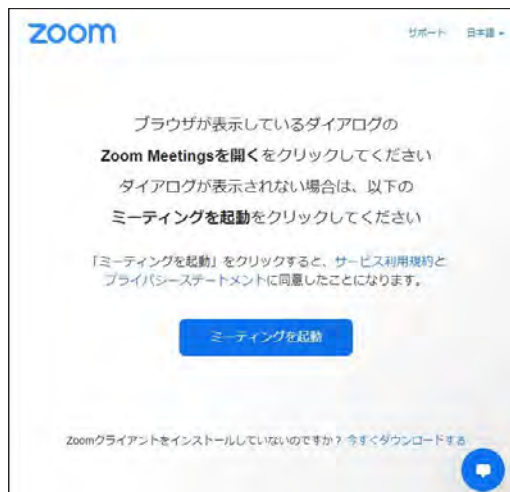 zoom
サポート 日本語
ブラウザが表示しているダイアログの
Zoom Meetingsを開くをクリックしてください
ダイアログが表示されない場合は、以下の
ミーティングを起動をクリックしてください
「ミーティングを起動」をクリックすると、サービス利用規約と
プライバシーステートメントに同意したことになります。
ミーティングを起動
Zoomクライアントをインストールしていないのですか？今すぐダウンロードする